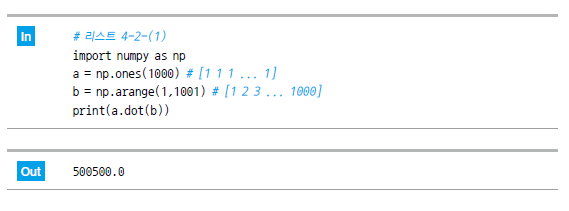 In
# 리스트 4-2-(1)
import numpy as np
a = np.ones(1000) # [1 1 1 ... 1]
b = np.arange(1,1001) # [1 2 3 ... 1000]
print(a.dot(b))
Out
500500.0